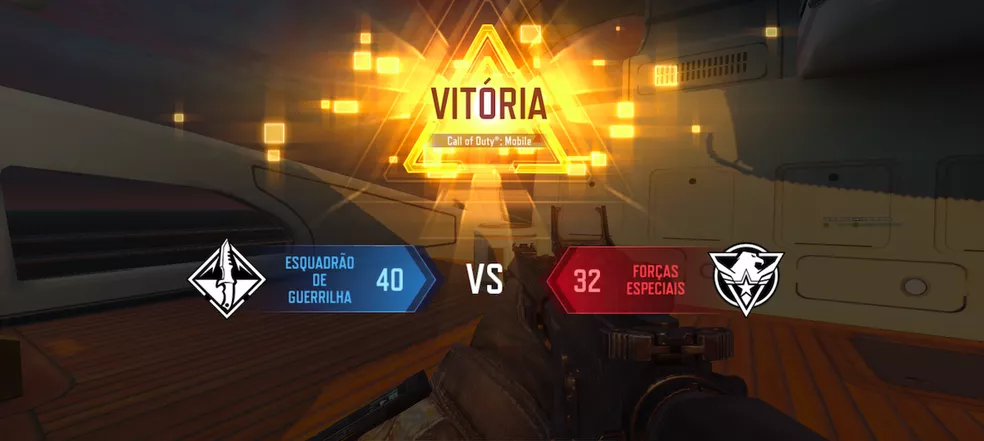 VITÓRIA
Call of Duty®: Mobile
ESQUADRÃO
DE
GUERRILHA
40
VS
32
FORÇAS
ESPECIAIS